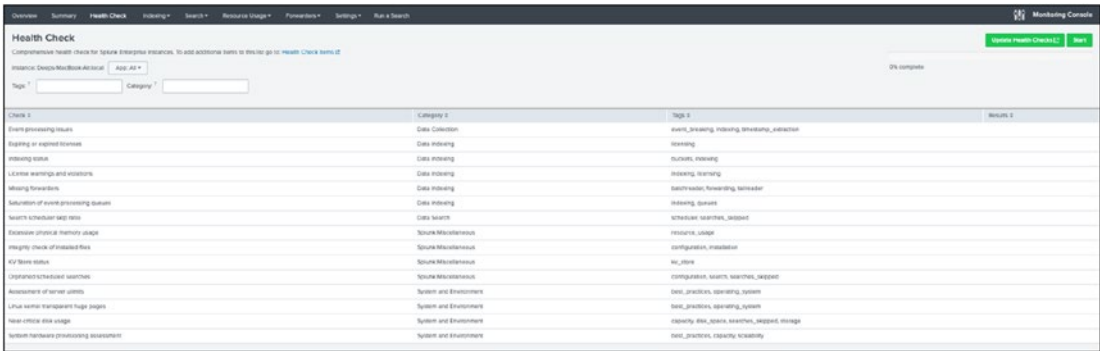 Overview Summary Health Check Indexing Search Resource Usage Forwarders Settings Run a Search Monitoring Console
Health Check
Update Health Checks Start
Comprehensive health check for Splunk Enterprise instances. To add additional items to this list go to: Health Check Items
Instance: Deeps-MacBook-Air.local App: All 0% complete
Tags ? Category ?
Check Category Tags Results
Event-processing issues Data Collection event_breaking, indexing, timestamp_extraction
Expiring or expired licenses Data Indexing licensing
Indexing status Data Indexing buckets, indexing
License warnings and violations Data Indexing indexing, licensing
Missing forwarders Data Indexing batchreader, forwarding, tailreader
Saturation of event-processing queues Data Indexing indexing, queues
Search scheduler skip ratio Data Search scheduler, searches_skipped
Excessive physical memory usage Splunk Miscellaneous resource_usage
Integrity check of installed files Splunk Miscellaneous configuration, installation
KV Store status Splunk Miscellaneous kv_store
Orphaned scheduled searches Splunk Miscellaneous configuration, search, searches_skipped
Assessment of server ulimits System and Environment best_practices, operating_system
Linux kernel transparent huge pages System and Environment best_practices, operating_system
Near-critical disk usage System and Environment capacity, disk_space, searches_skipped, storage
System hardware provisioning assessment System and Environment best_practices, capacity, scalability